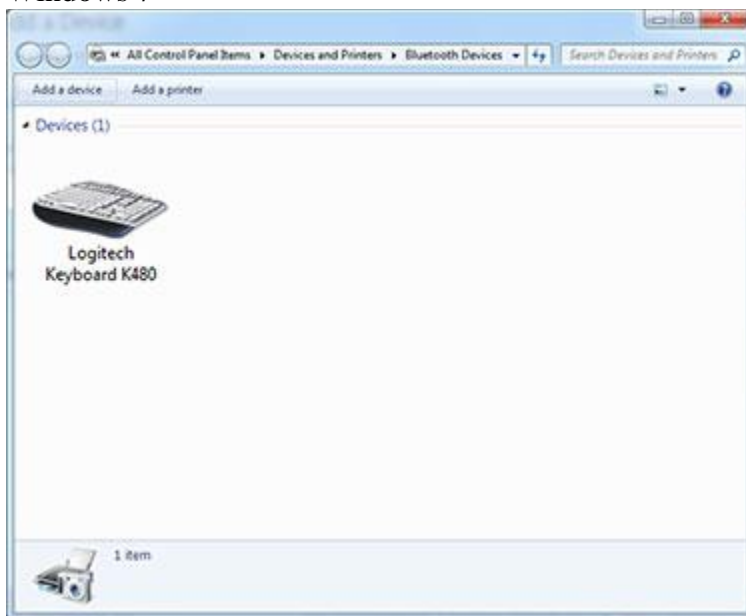 All Control Panel Items ▸ Devices and Printers ▸ Bluetooth Devices
Search Devices and Printers
Add a device Add a printer
Devices (1)
Logitech
Keyboard K480
1 item